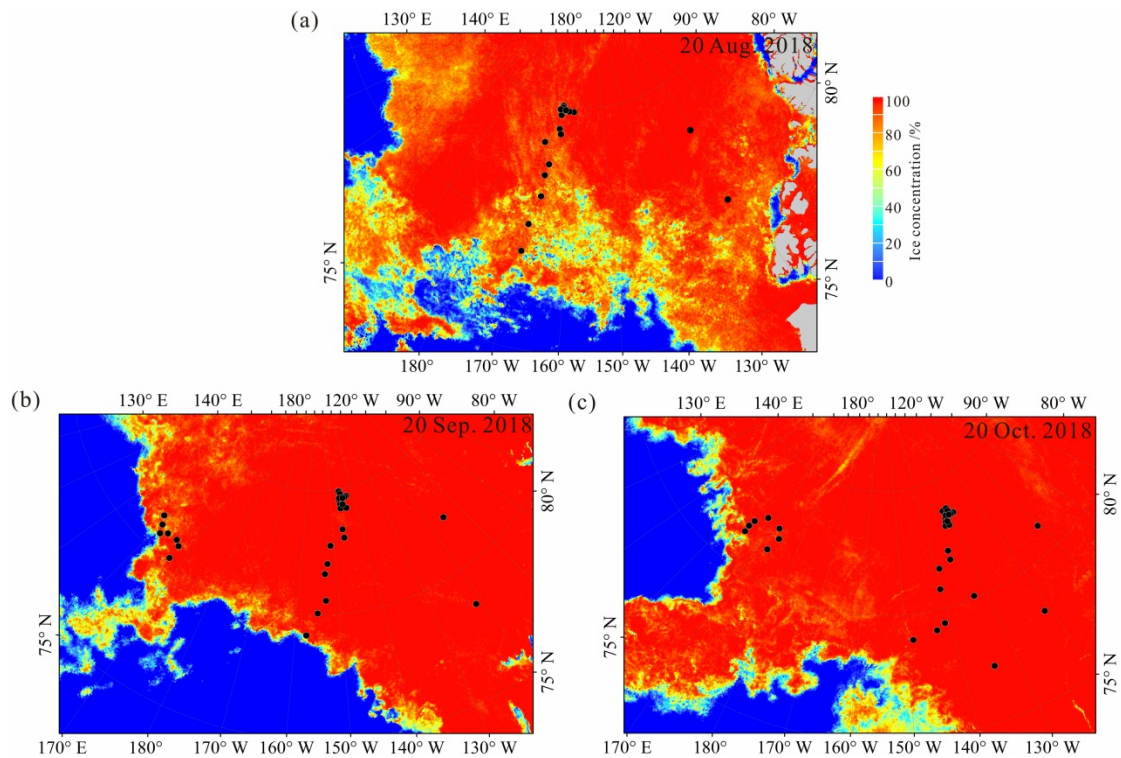 (a)
130° E 140° E 180° W 90° W 80° W
20 Aug. 2018
80° N
75° N
75° N
180° 170° W 160° W 150° W 140° W 130° W
100
80
60
40
20
0
Ice concentration /%
(b)
130° E 140° E 180° W 120° W 90° W 80° W
20 Sep. 2018
80° N
75° N
75° N
170° E 180° 170° W 160° W 150° W 140° W 130° W
(c)
130° E 140° E 180° W 120° W 90° W 80° W
20 Oct. 2018
80° N
75° N
75° N
170° E 180° 170° W 160° W 150° W 140° W 130° W